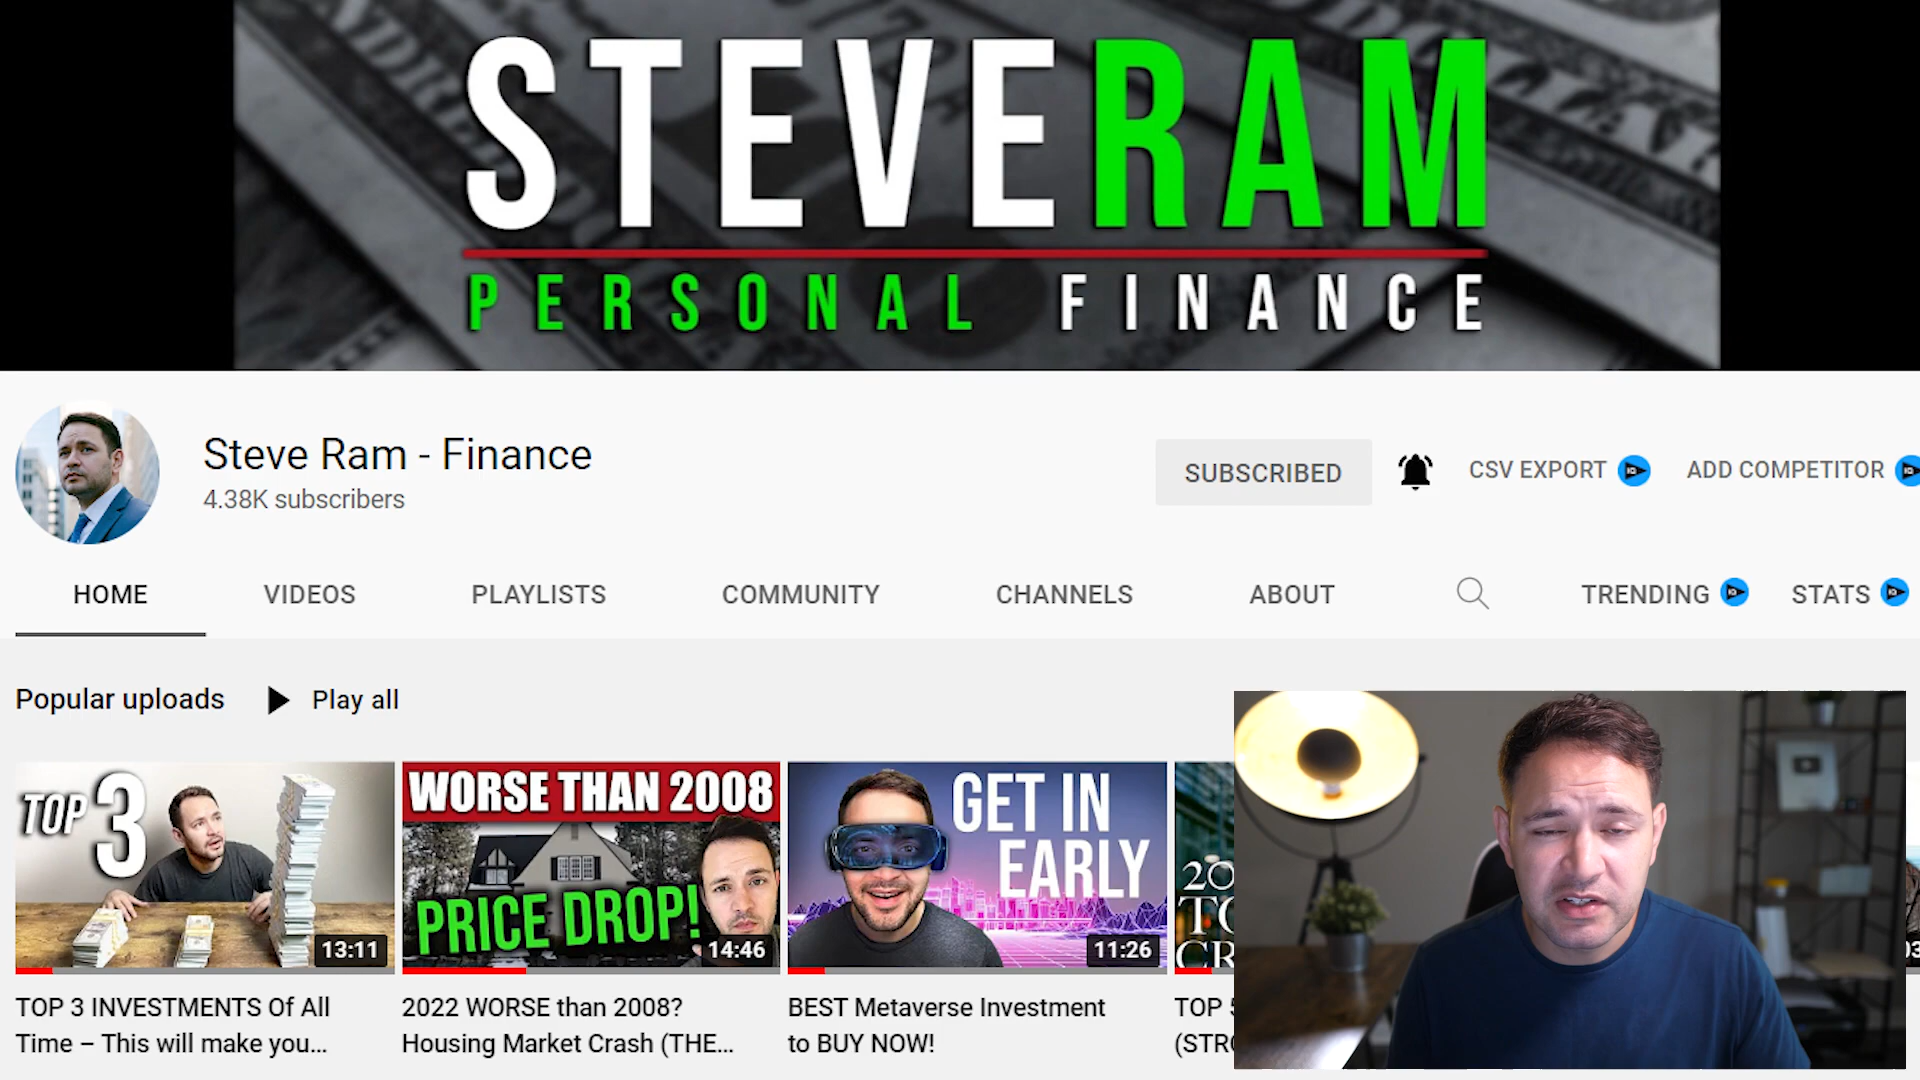 STEVERAM
PERSONAL FINANCE
Steve Ram - Finance
4.38K subscribers
SUBSCRIBED
CSV EXPORT
ADD COMPETITOR
HOME
VIDEOS
PLAYLISTS
COMMUNITY
CHANNELS
ABOUT
TRENDING
STATS
Popular uploads
Play all
TOP 3
13:11
WORSE THAN 2008
PRICE DROP!
14:46
GET IN
EARLY
11:26
TOP 3 INVESTMENTS Of All
Time – This will make you...
2022 WORSE than 2008?
Housing Market Crash (THE...
BEST Metaverse Investment
to BUY NOW!
TOP